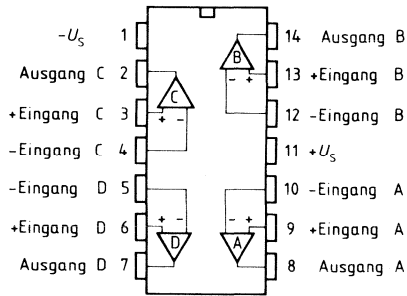 -U_S 1 14 Ausgang B
Ausgang C 2 B
- +
13 +Eingang B
C
+Eingang C 3 + - 12 -Eingang B
-Eingang C 4 11 +U_S
-Eingang D 5 10 -Eingang A
+Eingang D 6 + - - + 9 +Eingang A
D A
Ausgang D 7 8 Ausgang A